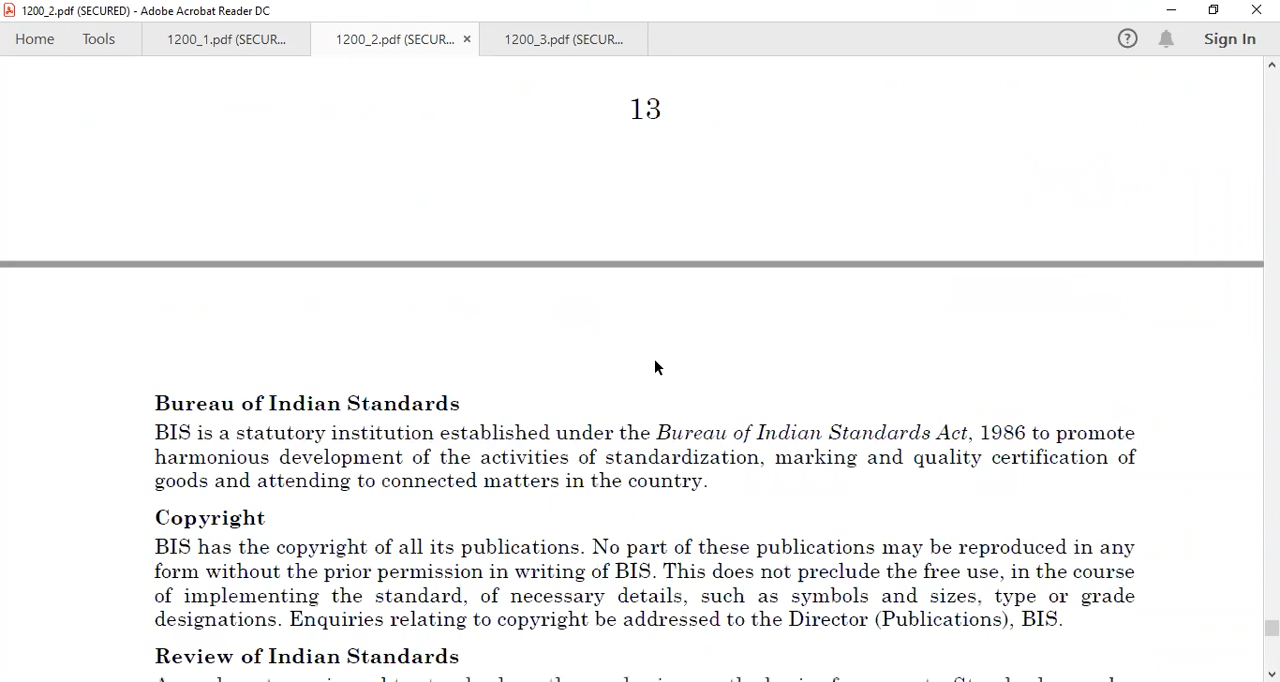 1200_2.pdf (SECURED) - Adobe Acrobat Reader DC
Home Tools 1200_1.pdf (SECUR... 1200_2.pdf (SECUR... × 1200_3.pdf (SECUR... ? Sign In
13
Bureau of Indian Standards
BIS is a statutory institution established under the Bureau of Indian Standards Act, 1986 to promote
harmonious development of the activities of standardization, marking and quality certification of
goods and attending to connected matters in the country.
Copyright
BIS has the copyright of all its publications. No part of these publications may be reproduced in any
form without the prior permission in writing of BIS. This does not preclude the free use, in the course
of implementing the standard, of necessary details, such as symbols and sizes, type or grade
designations. Enquiries relating to copyright be addressed to the Director (Publications), BIS.
Review of Indian Standards